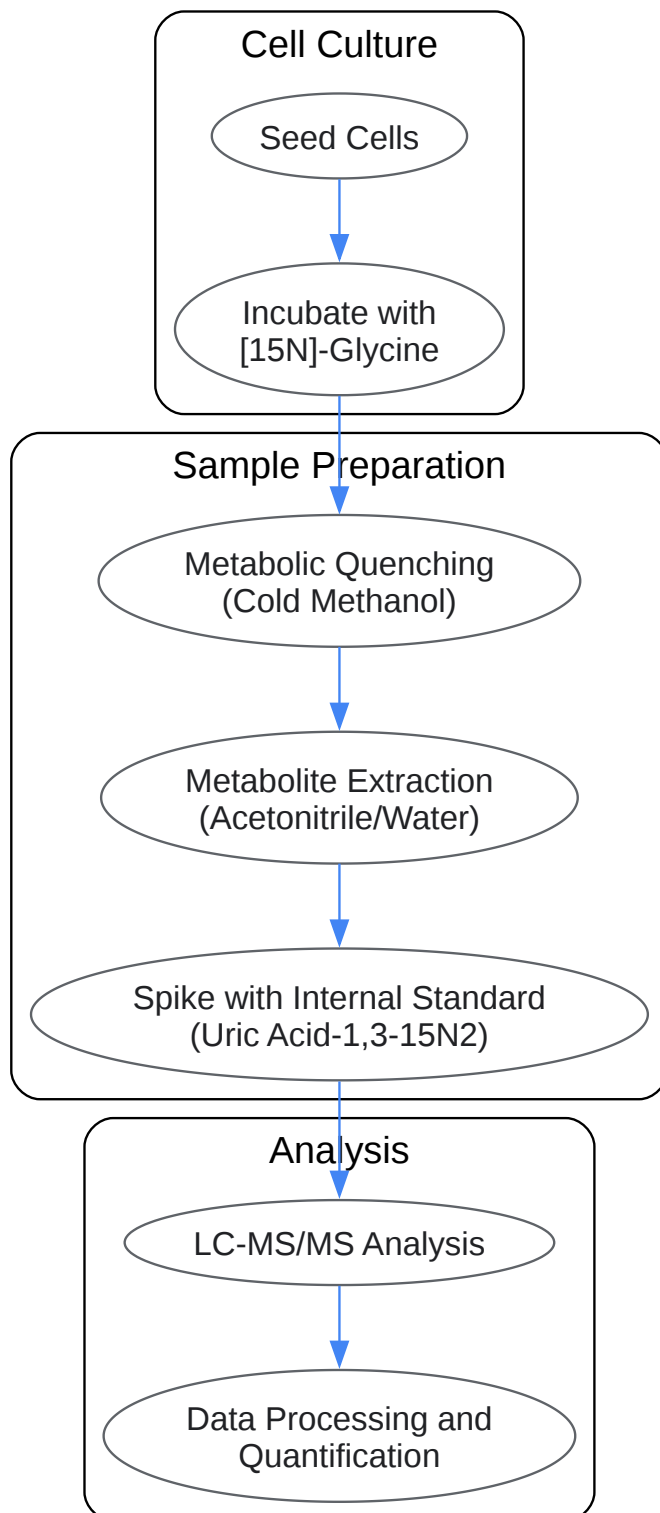 Cell Culture
Seed Cells
Incubate with
[15N]-Glycine
Sample Preparation
Metabolic Quenching
(Cold Methanol)
Metabolite Extraction
(Acetonitrile/Water)
Spike with Internal Standard
(Uric Acid-1,3-15N2)
Analysis
LC-MS/MS Analysis
Data Processing and
Quantification